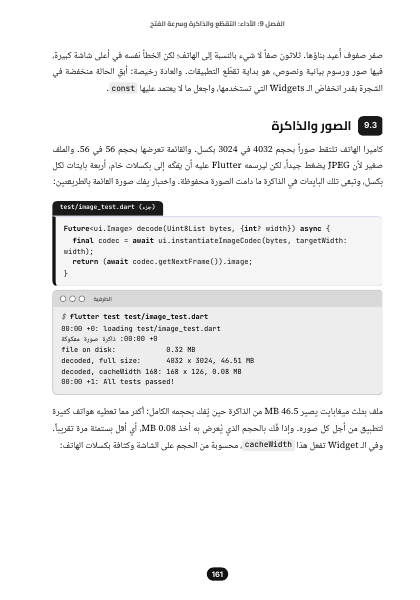 الفصل 9: الأداء: التقطّع والذاكرة وسرعة الفتح
صفر صفوف أُعيد بناؤها. ثلاثون صفاً لا شيء بالنسبة إلى الهاتف؛ لكن الخطأ نفسه في أعلى شاشة كبيرة،
فيها صور ورسوم بيانية ونصوص، هو بداية تقطّع التطبيقات. والعادة رخيصة: أبقِ الحالة منخفضة في
الشجرة بقدر انخفاض الـ Widgets التي تستخدمها، واجعل ما لا يعتمد عليها const.
9.3 الصور والذاكرة
كاميرا الهاتف تلتقط صوراً بحجم 4032 في 3024 بكسل. والقائمة تعرضها بحجم 56 في 56. والملف
صغير لأن JPEG يضغط جيداً، لكن ليرسمه Flutter عليه أن يفكّه إلى بكسلات خام، أربعة بايتات لكل
بكسل، وتبقى تلك البايتات في الذاكرة ما دامت الصورة محفوظة. واختبار يفك صورة القائمة بالطريقتين:
test/image_test.dart (جزء)
Future<ui.Image> decode(Uint8List bytes, {int? width}) async {
final codec = await ui.instantiateImageCodec(bytes, targetWidth:
width);
return (await codec.getNextFrame()).image;
}
الطرفية
$ flutter test test/image_test.dart
00:00 +0: loading test/image_test.dart
00:00 +0: ذاكرة صورة مفكوكة
file on disk: 0.32 MB
decoded, full size: 4032 x 3024, 46.51 MB
decoded, cacheWidth 168: 168 x 126, 0.08 MB
00:00 +1: All tests passed!
ملف بثلث ميغابايت يصير 46.5 MB من الذاكرة حين يُفك بحجمه الكامل: أكثر مما تعطيه هواتف كثيرة
لتطبيق من أجل كل صوره. وإذا فُك بالحجم الذي يُعرض به أخذ 0.08 MB، أي أقل بستمئة مرة تقريباً.
وفي الـ Widget تفعل هذا cacheWidth، محسوبة من الحجم على الشاشة وكثافة بكسلات الهاتف:
161